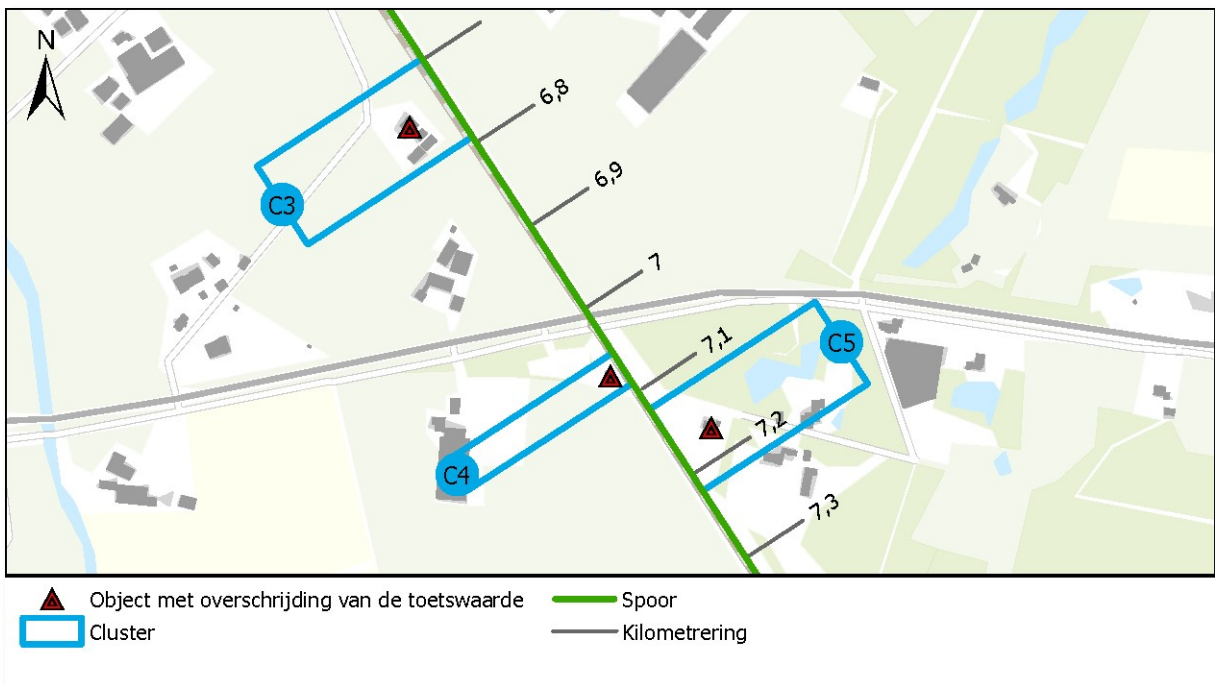 N
6,8
6,9
C3
7
7,1
C5
7,2
C4
7,3
Object met overschrijding van de toetswaarde
Spoor
Cluster
Kilometrering